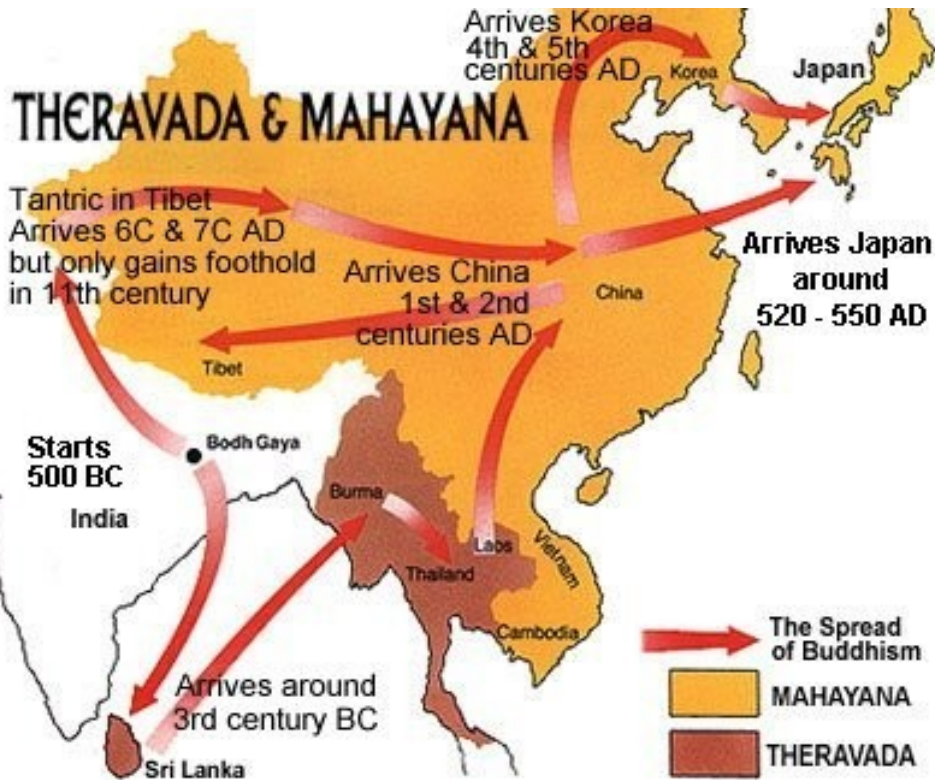 Arrives Korea
4th & 5th
centuries AD
Korea
Japan
THERAVADA & MAHAYANA
Tantric in Tibet
Arrives 6C & 7C AD
but only gains foothold
in 11th century
Arrives China
1st & 2nd
centuries AD
China
Arrives Japan
around
520 - 550 AD
Tibet
Starts
500 BC
Bodh Gaya
India
Burma
Laos
Thailand
Vietnam
Cambodia
Arrives around
3rd century BC
Sri Lanka
The Spread
of Buddhism
MAHAYANA
THERAVADA